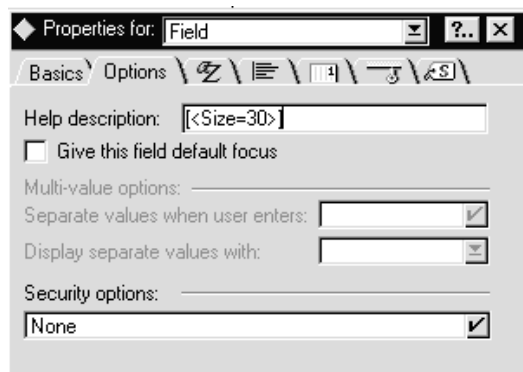 Properties for: Field ?.. ×
Basics Options S
Help description: [<Size=30>]
Give this field default focus
Multi-value options:
Separate values when user enters:
Display separate values with:
Security options:
None